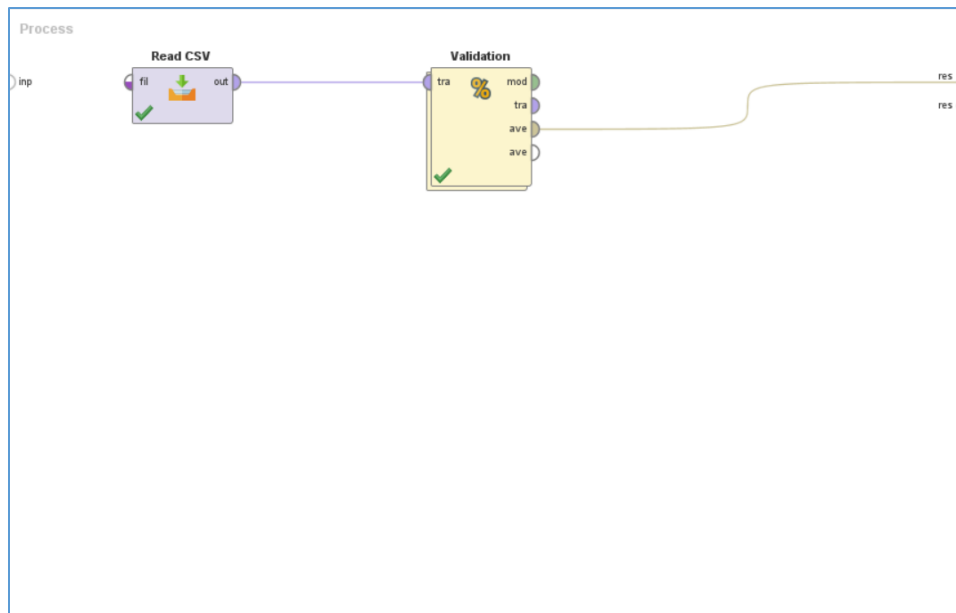 Process
Read CSV
Validation
inp
fil
out
tra
mod
tra
ave
ave
res
res
%